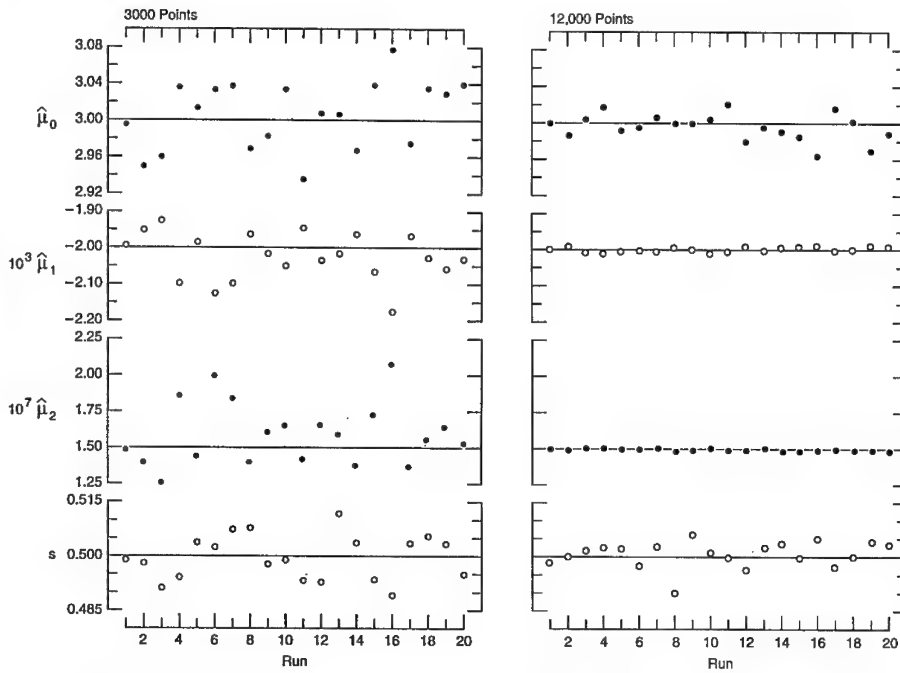 3000 Points
12,000 Points
3.08
3.04
3.00
2.96
2.92
μ̂₀
−1.90
−2.00
−2.10
−2.20
10³ μ̂₁
2.25
2.00
1.75
1.50
1.25
10⁷ μ̂₂
0.515
0.500
0.485
s
2 4 6 8 10 12 14 16 18 20
Run
2 4 6 8 10 12 14 16 18 20
Run